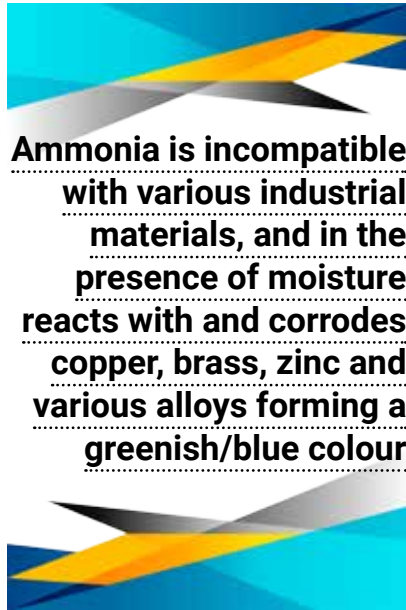 Ammonia is incompatible
with various industrial
materials, and in the
presence of moisture
reacts with and corrodes
copper, brass, zinc and
various alloys forming a
greenish/blue colour